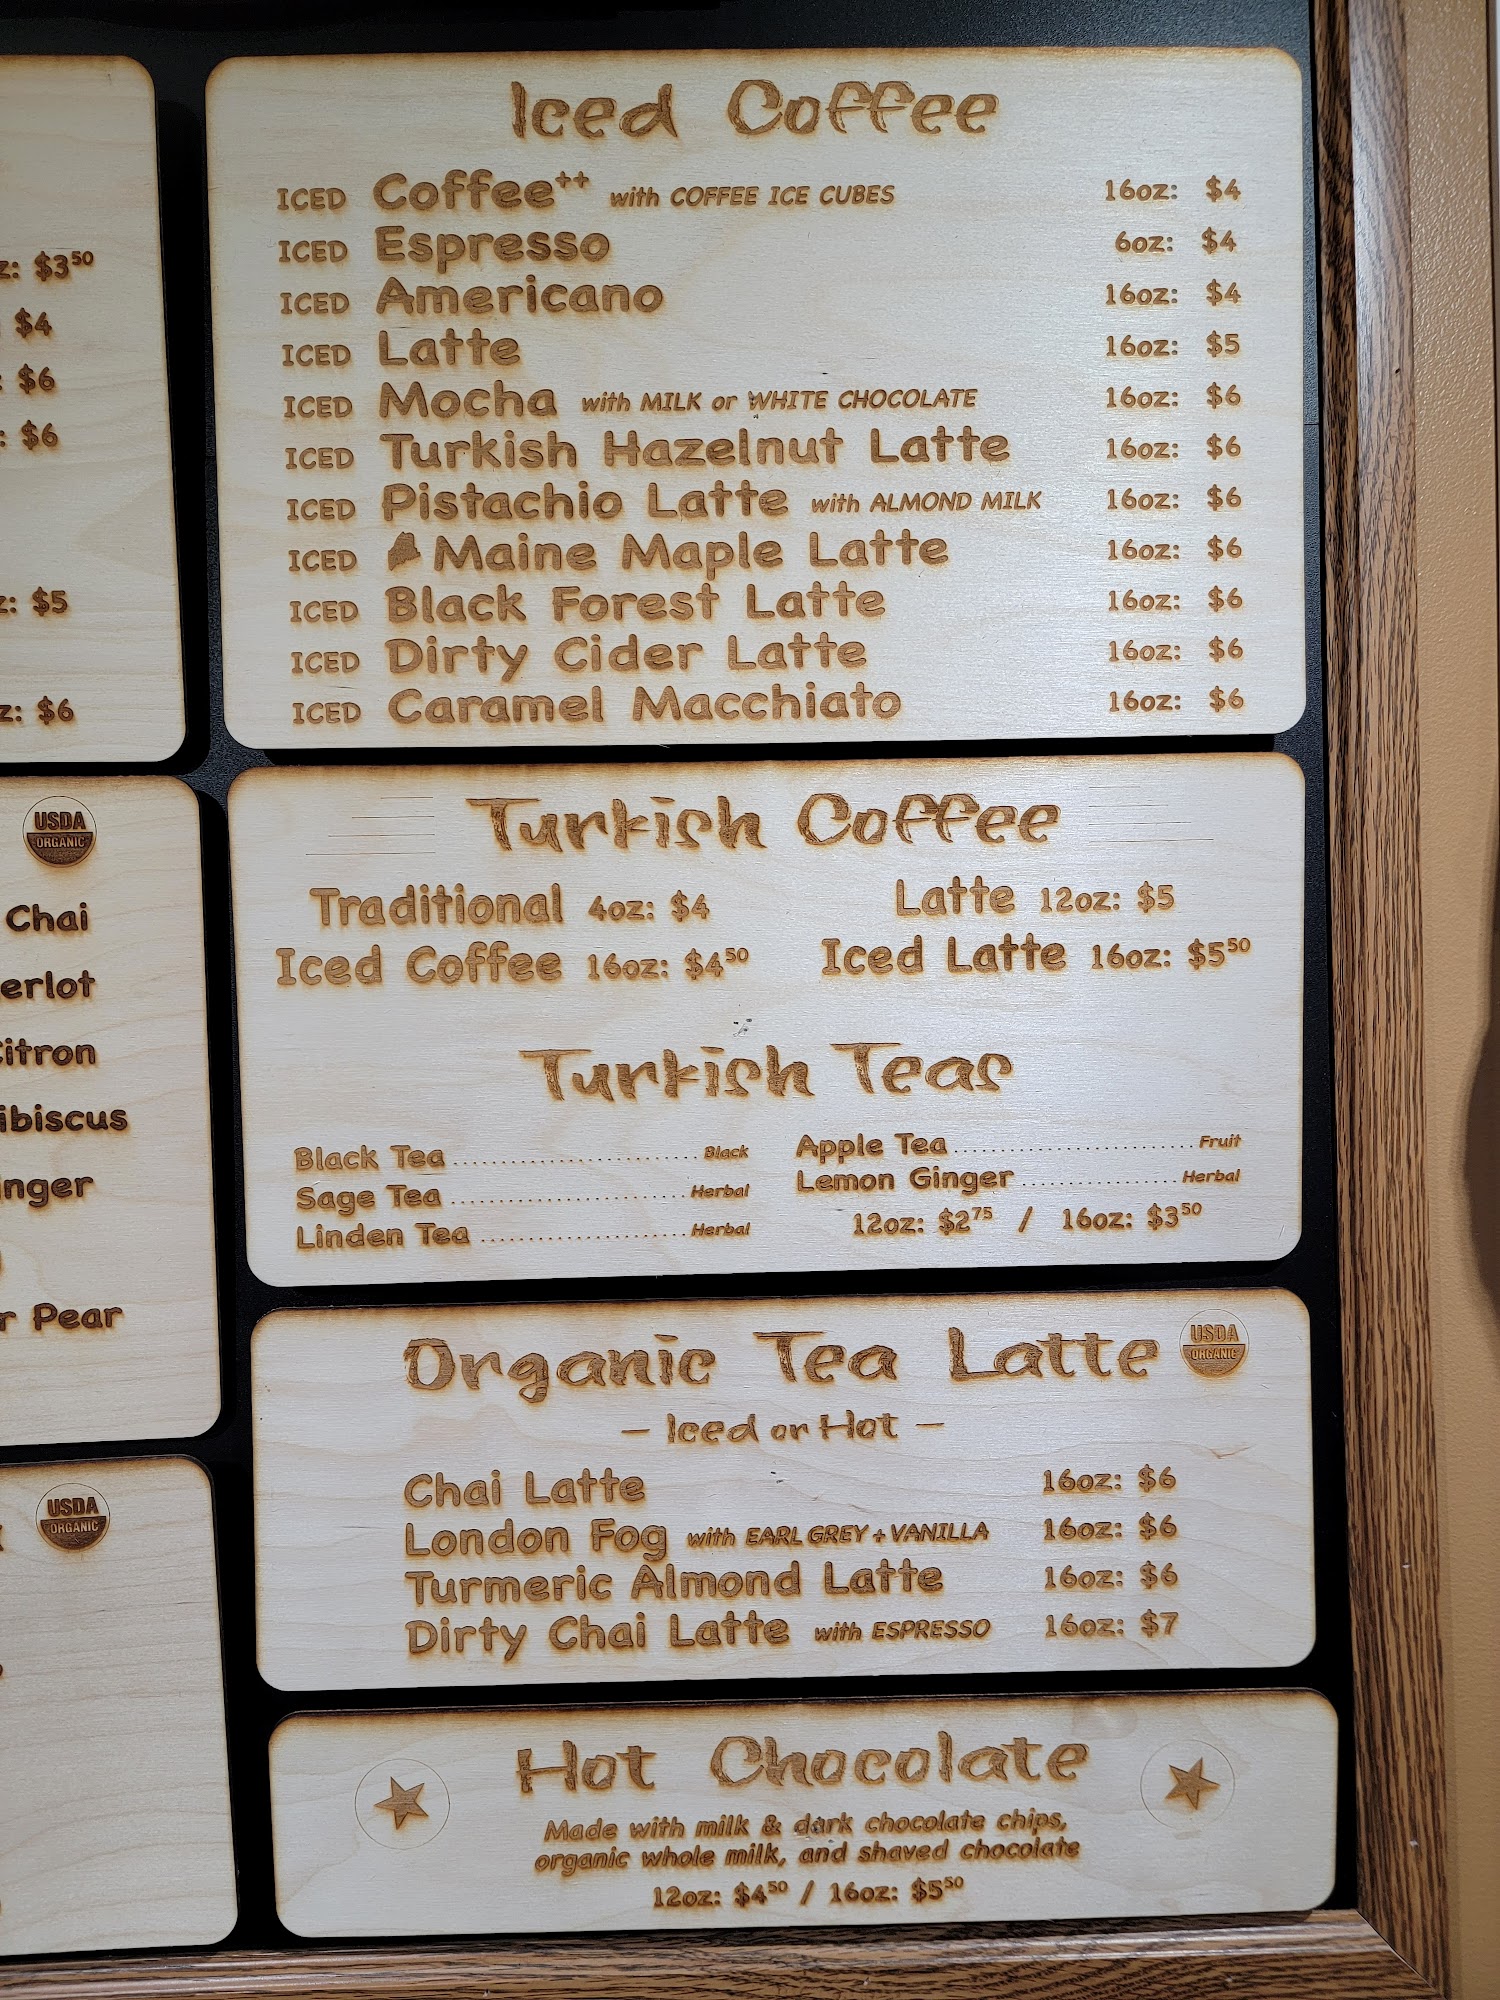 z: $3⁵⁰
$4
: $6
: $6
z: $5
z: $6
USDA
ORGANIC
Chai
erlot
Citron
ibiscus
inger
r Pear
USDA
ORGANIC
Iced Coffee
ICED Coffee⁺⁺ with COFFEE ICE CUBES 16oz: $4
ICED Espresso 6oz: $4
ICED Americano 16oz: $4
ICED Latte 16oz: $5
ICED Mocha with MILK or WHITE CHOCOLATE 16oz: $6
ICED Turkish Hazelnut Latte 16oz: $6
ICED Pistachio Latte with ALMOND MILK 16oz: $6
ICED Maine Maple Latte 16oz: $6
ICED Black Forest Latte 16oz: $6
ICED Dirty Cider Latte 16oz: $6
ICED Caramel Macchiato 16oz: $6
Turkish Coffee
Traditional 4oz: $4 Latte 12oz: $5
Iced Coffee 16oz: $4⁵⁰ Iced Latte 16oz: $5⁵⁰
Turkish Teas
Black Tea .......... Black
Sage Tea .......... Herbal
Linden Tea .......... Herbal
Apple Tea .......... Fruit
Lemon Ginger .......... Herbal
12oz: $2⁷⁵ / 16oz: $3⁵⁰
Organic Tea Latte USDA
ORGANIC
– Iced or Hot –
Chai Latte 16oz: $6
London Fog with EARL GREY + VANILLA 16oz: $6
Turmeric Almond Latte 16oz: $6
Dirty Chai Latte with ESPRESSO 16oz: $7
Hot Chocolate
Made with milk & dark chocolate chips,
organic whole milk, and shaved chocolate
12oz: $4⁵⁰ / 16oz: $5⁵⁰